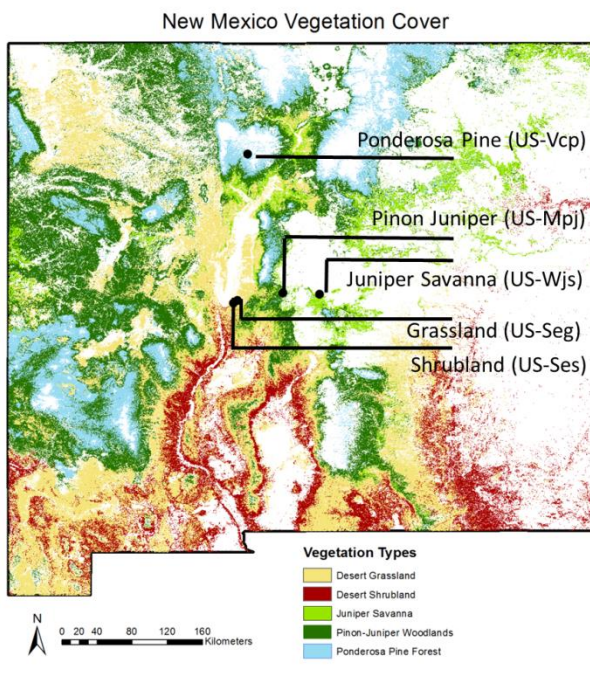 New Mexico Vegetation Cover
Ponderosa Pine (US-Vcp)
Pinon Juniper (US-Mpj)
Juniper Savanna (US-Wjs)
Grassland (US-Seg)
Shrubland (US-Ses)
Vegetation Types
Desert Grassland
Desert Shrubland
Juniper Savanna
Pinon-Juniper Woodlands
Ponderosa Pine Forest
N
0 20 40 80 120 160
Kilometers